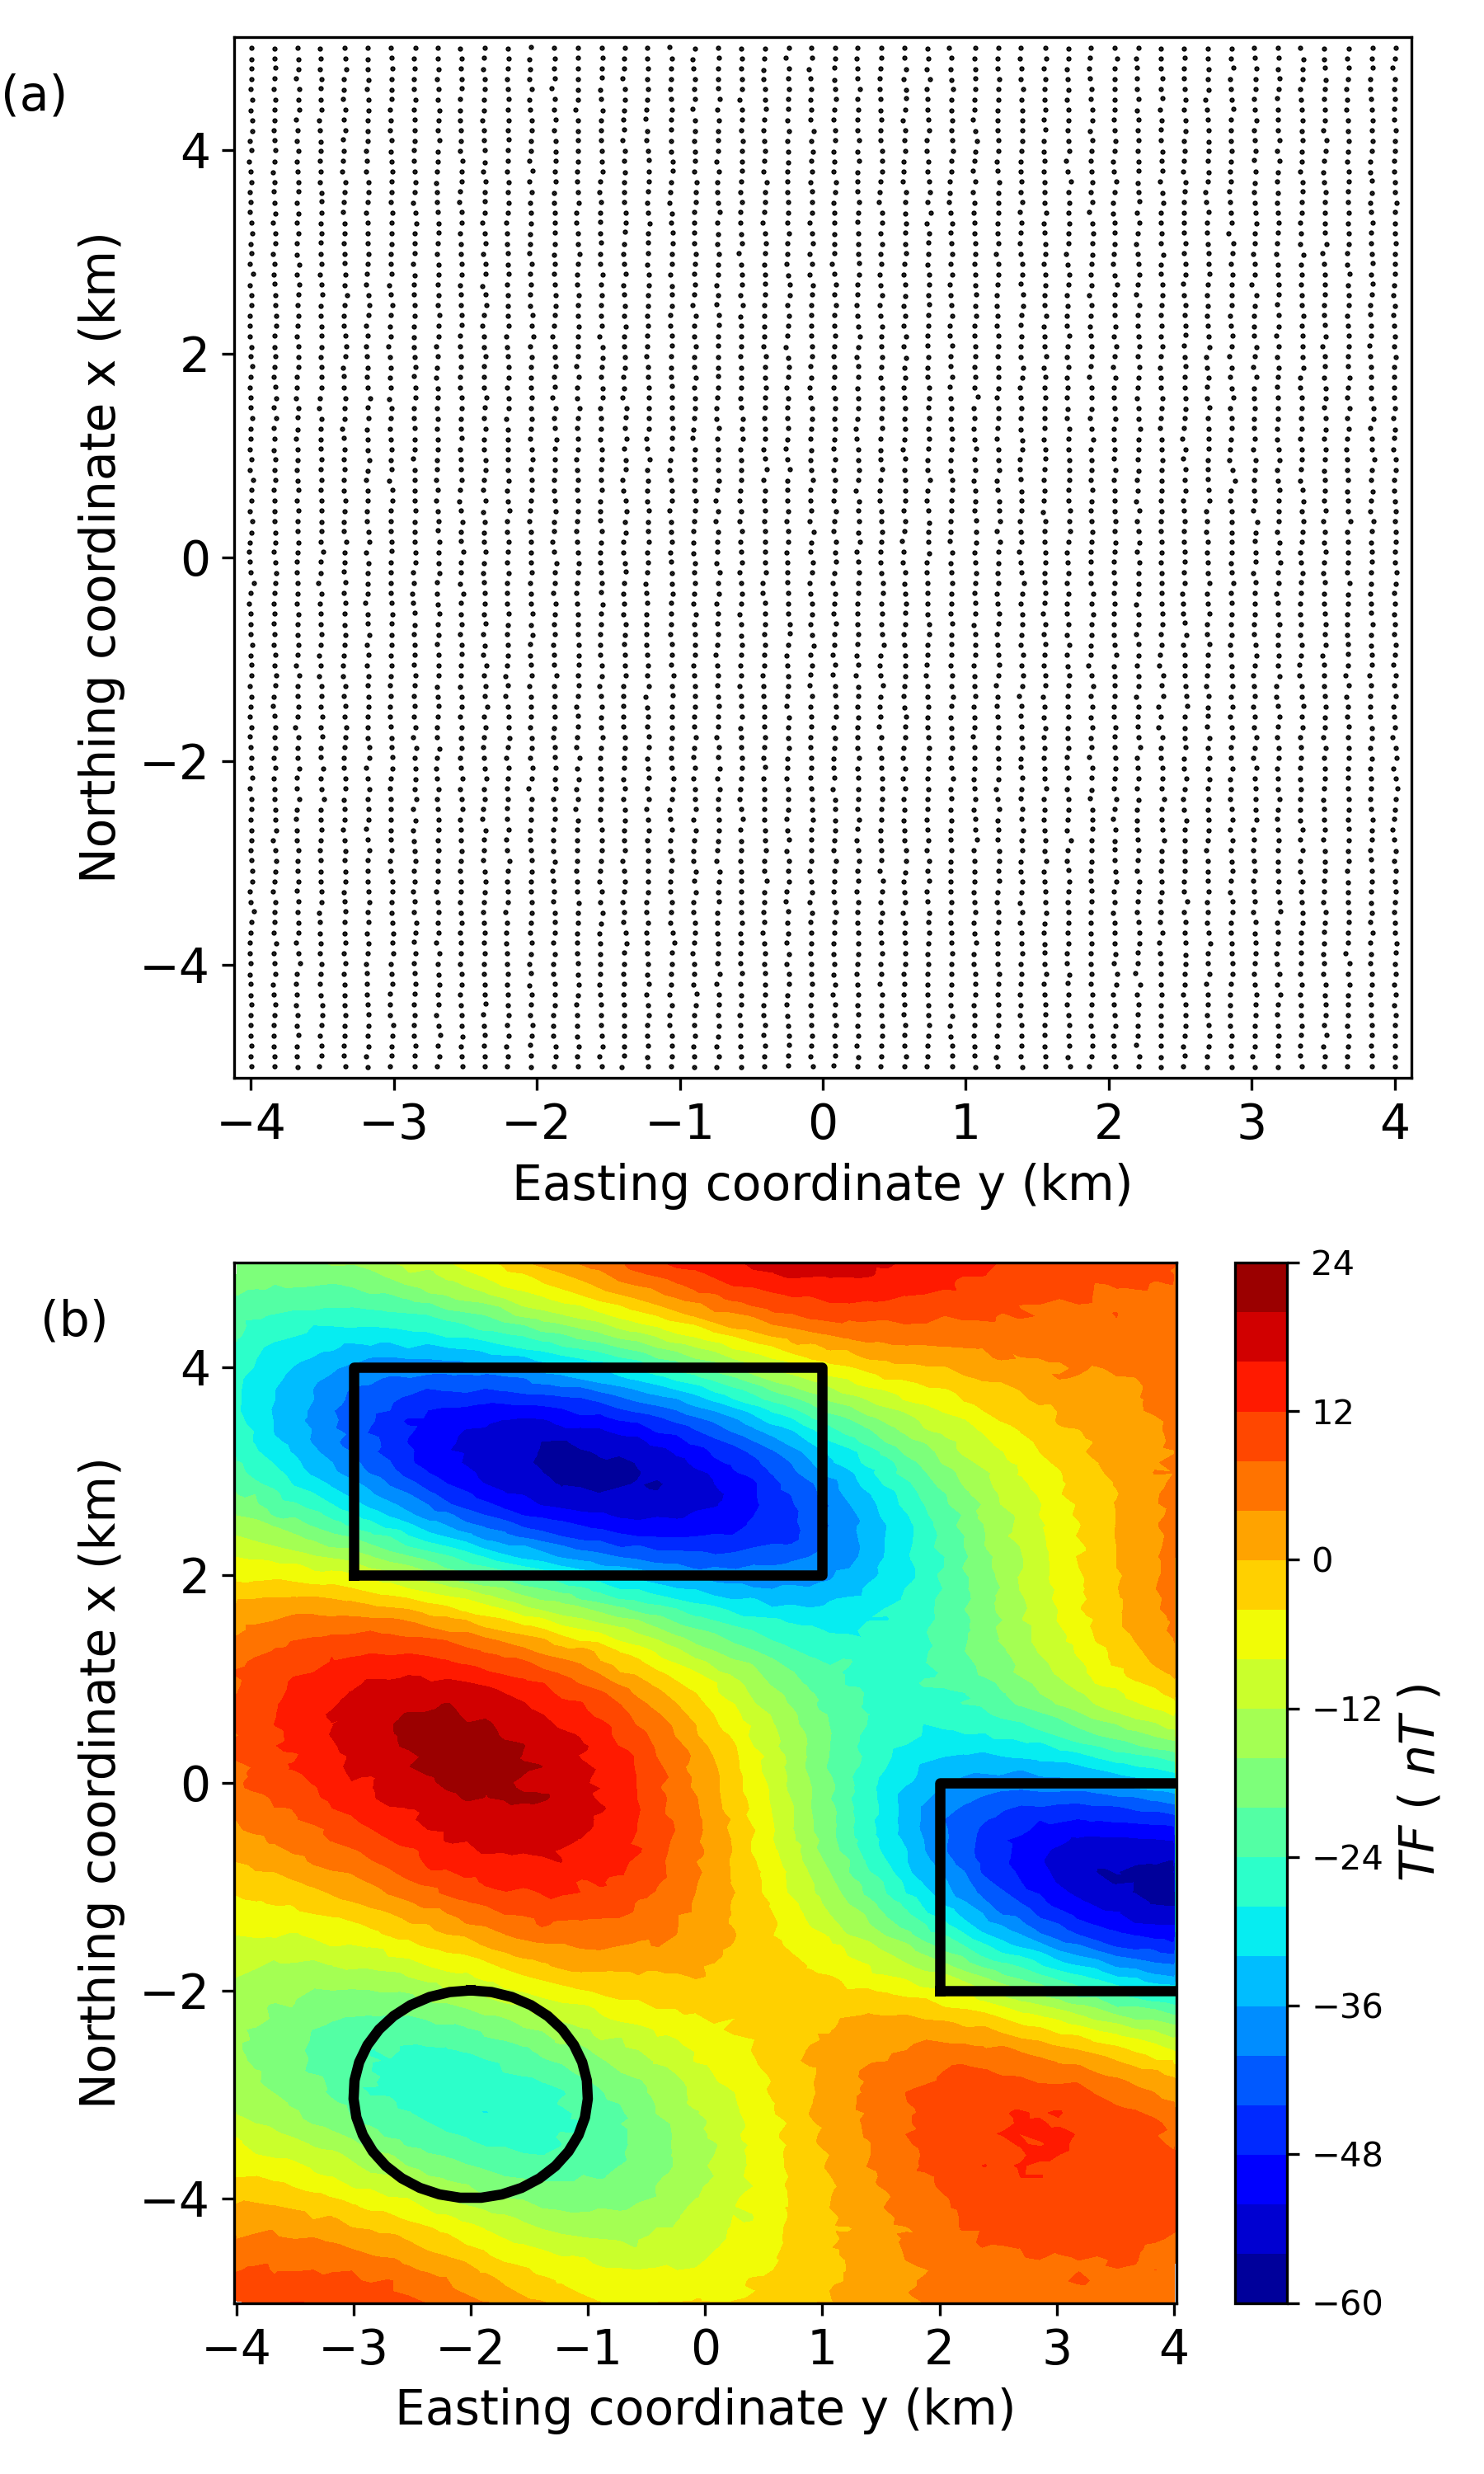 (a)
Northing coordinate x (km)
4
2
0
−2
−4
−4 −3 −2 −1 0 1 2 3 4
Easting coordinate y (km)
(b)
Northing coordinate x (km)
4
2
0
−2
−4
−4 −3 −2 −1 0 1 2 3 4
Easting coordinate y (km)
24
12
0
−12
−24
−36
−48
−60
TF ( nT )